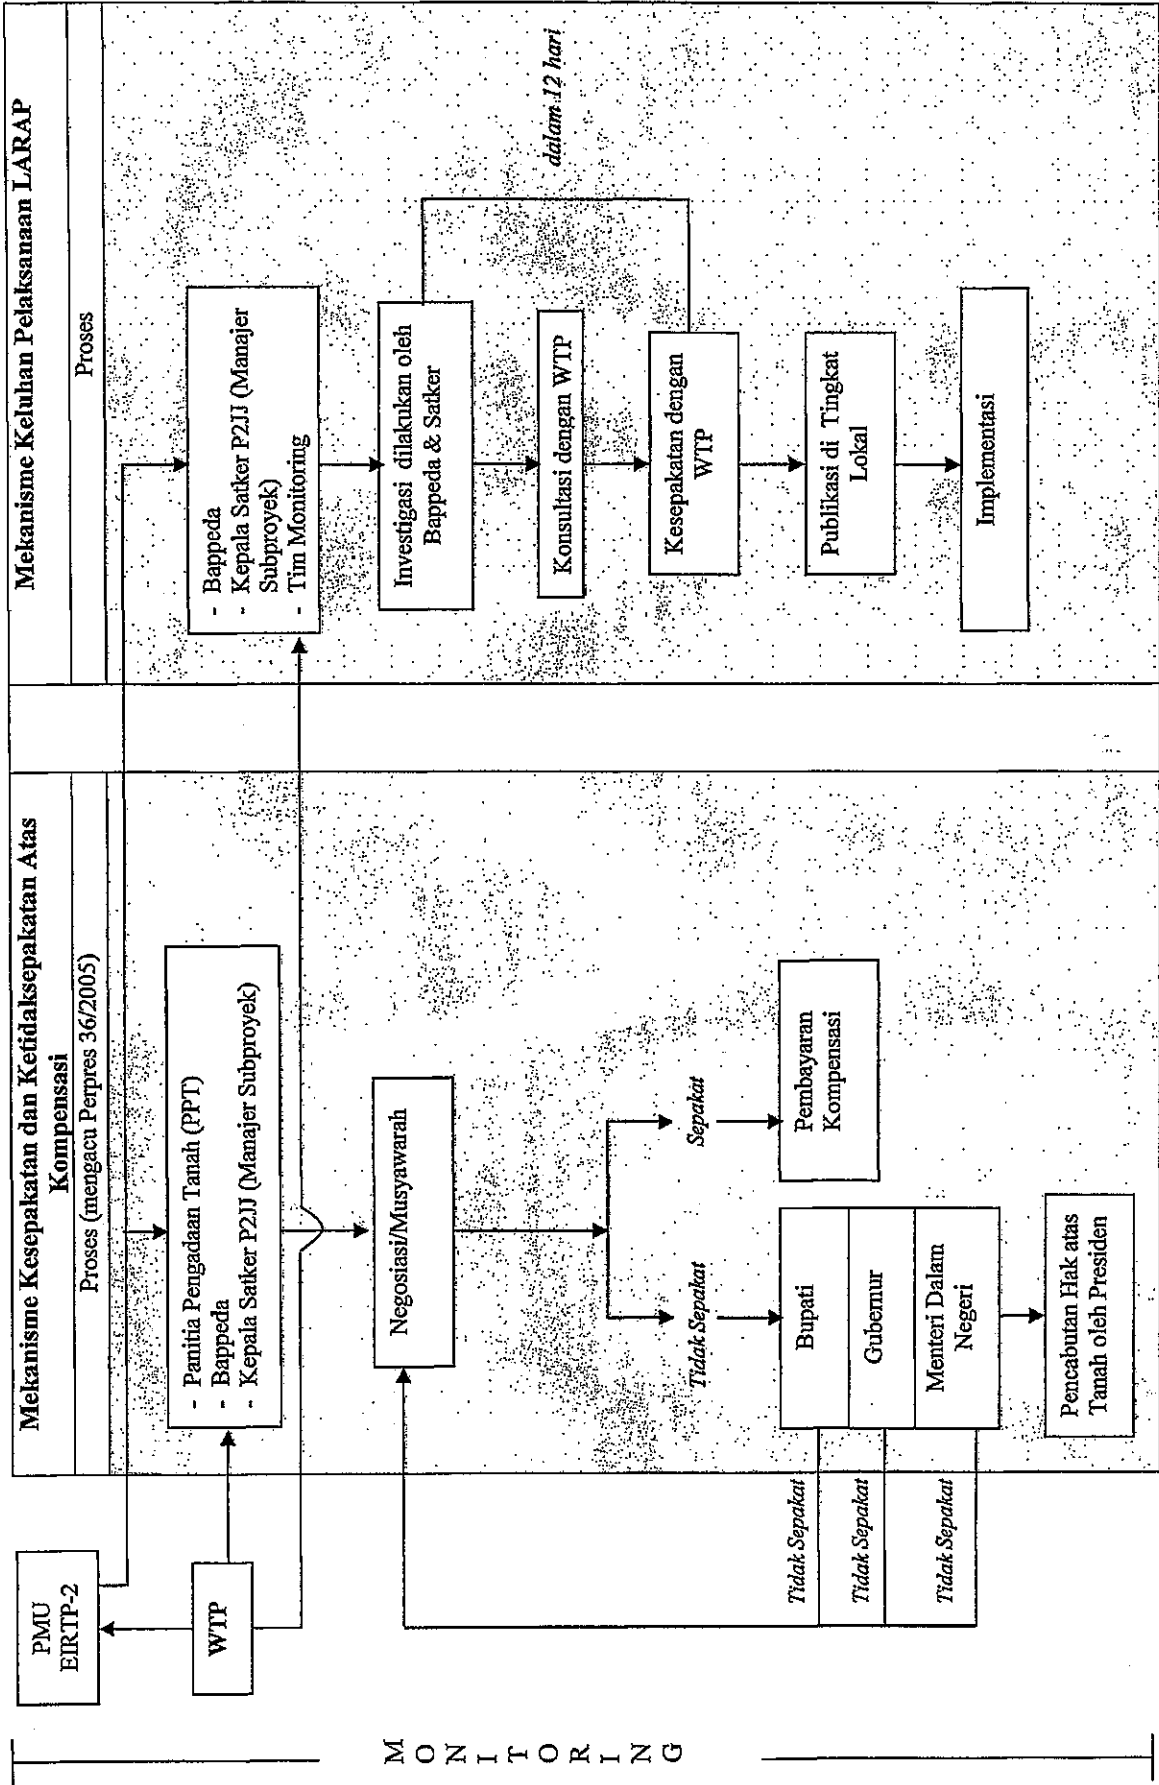 PMU
EIRTP-2
WTP
MONITORING
Mekanisme Kesepakatan dan Ketidaksepakatan Atas
Kompensasi
Proses (mengacu Perpres 36/2005)
- Panitia Pengadaan Tanah (PPT)
- Bappeda
- Kepala Satker P2JJ (Manajer Subproyek)
Negosiasi/Musyawarah
Tidak Sepakat
Sepakat
Bupati
Gubernur
Menteri Dalam
Negeri
Pembayaran
Kompensasi
Tidak Sepakat
Tidak Sepakat
Tidak Sepakat
Pencabutan Hak atas
Tanah oleh Presiden
Mekanisme Keluhan Pelaksanaan LARAP
Proses
- Bappeda
- Kepala Satker P2JJ (Manajer
Subproyek)
- Tim Monitoring
Investigasi dilakukan oleh
Bappeda & Satker
Konsultasi dengan WTP
dalam 12 hari
Kesepakatan dengan
WTP
Publikasi di Tingkat
Lokal
Implementasi